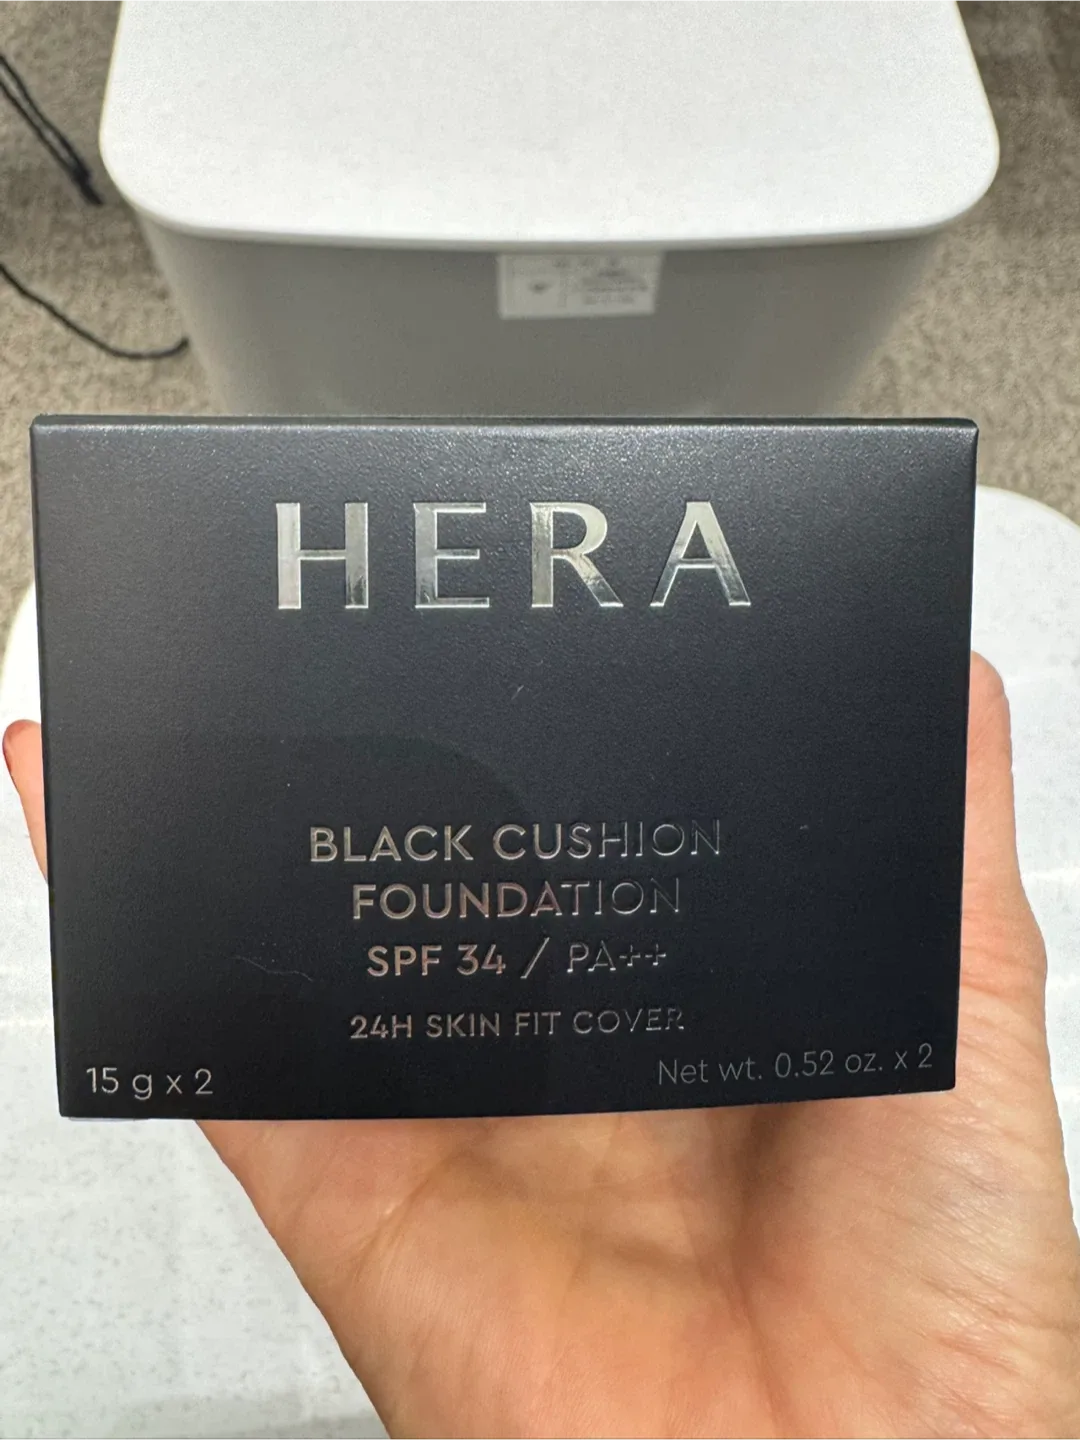 HERA
BLACK CUSHION
FOUNDATION
SPF 34 / PA++
24H SKIN FIT COVER
15 g x 2
Net wt. 0.52 oz. x 2